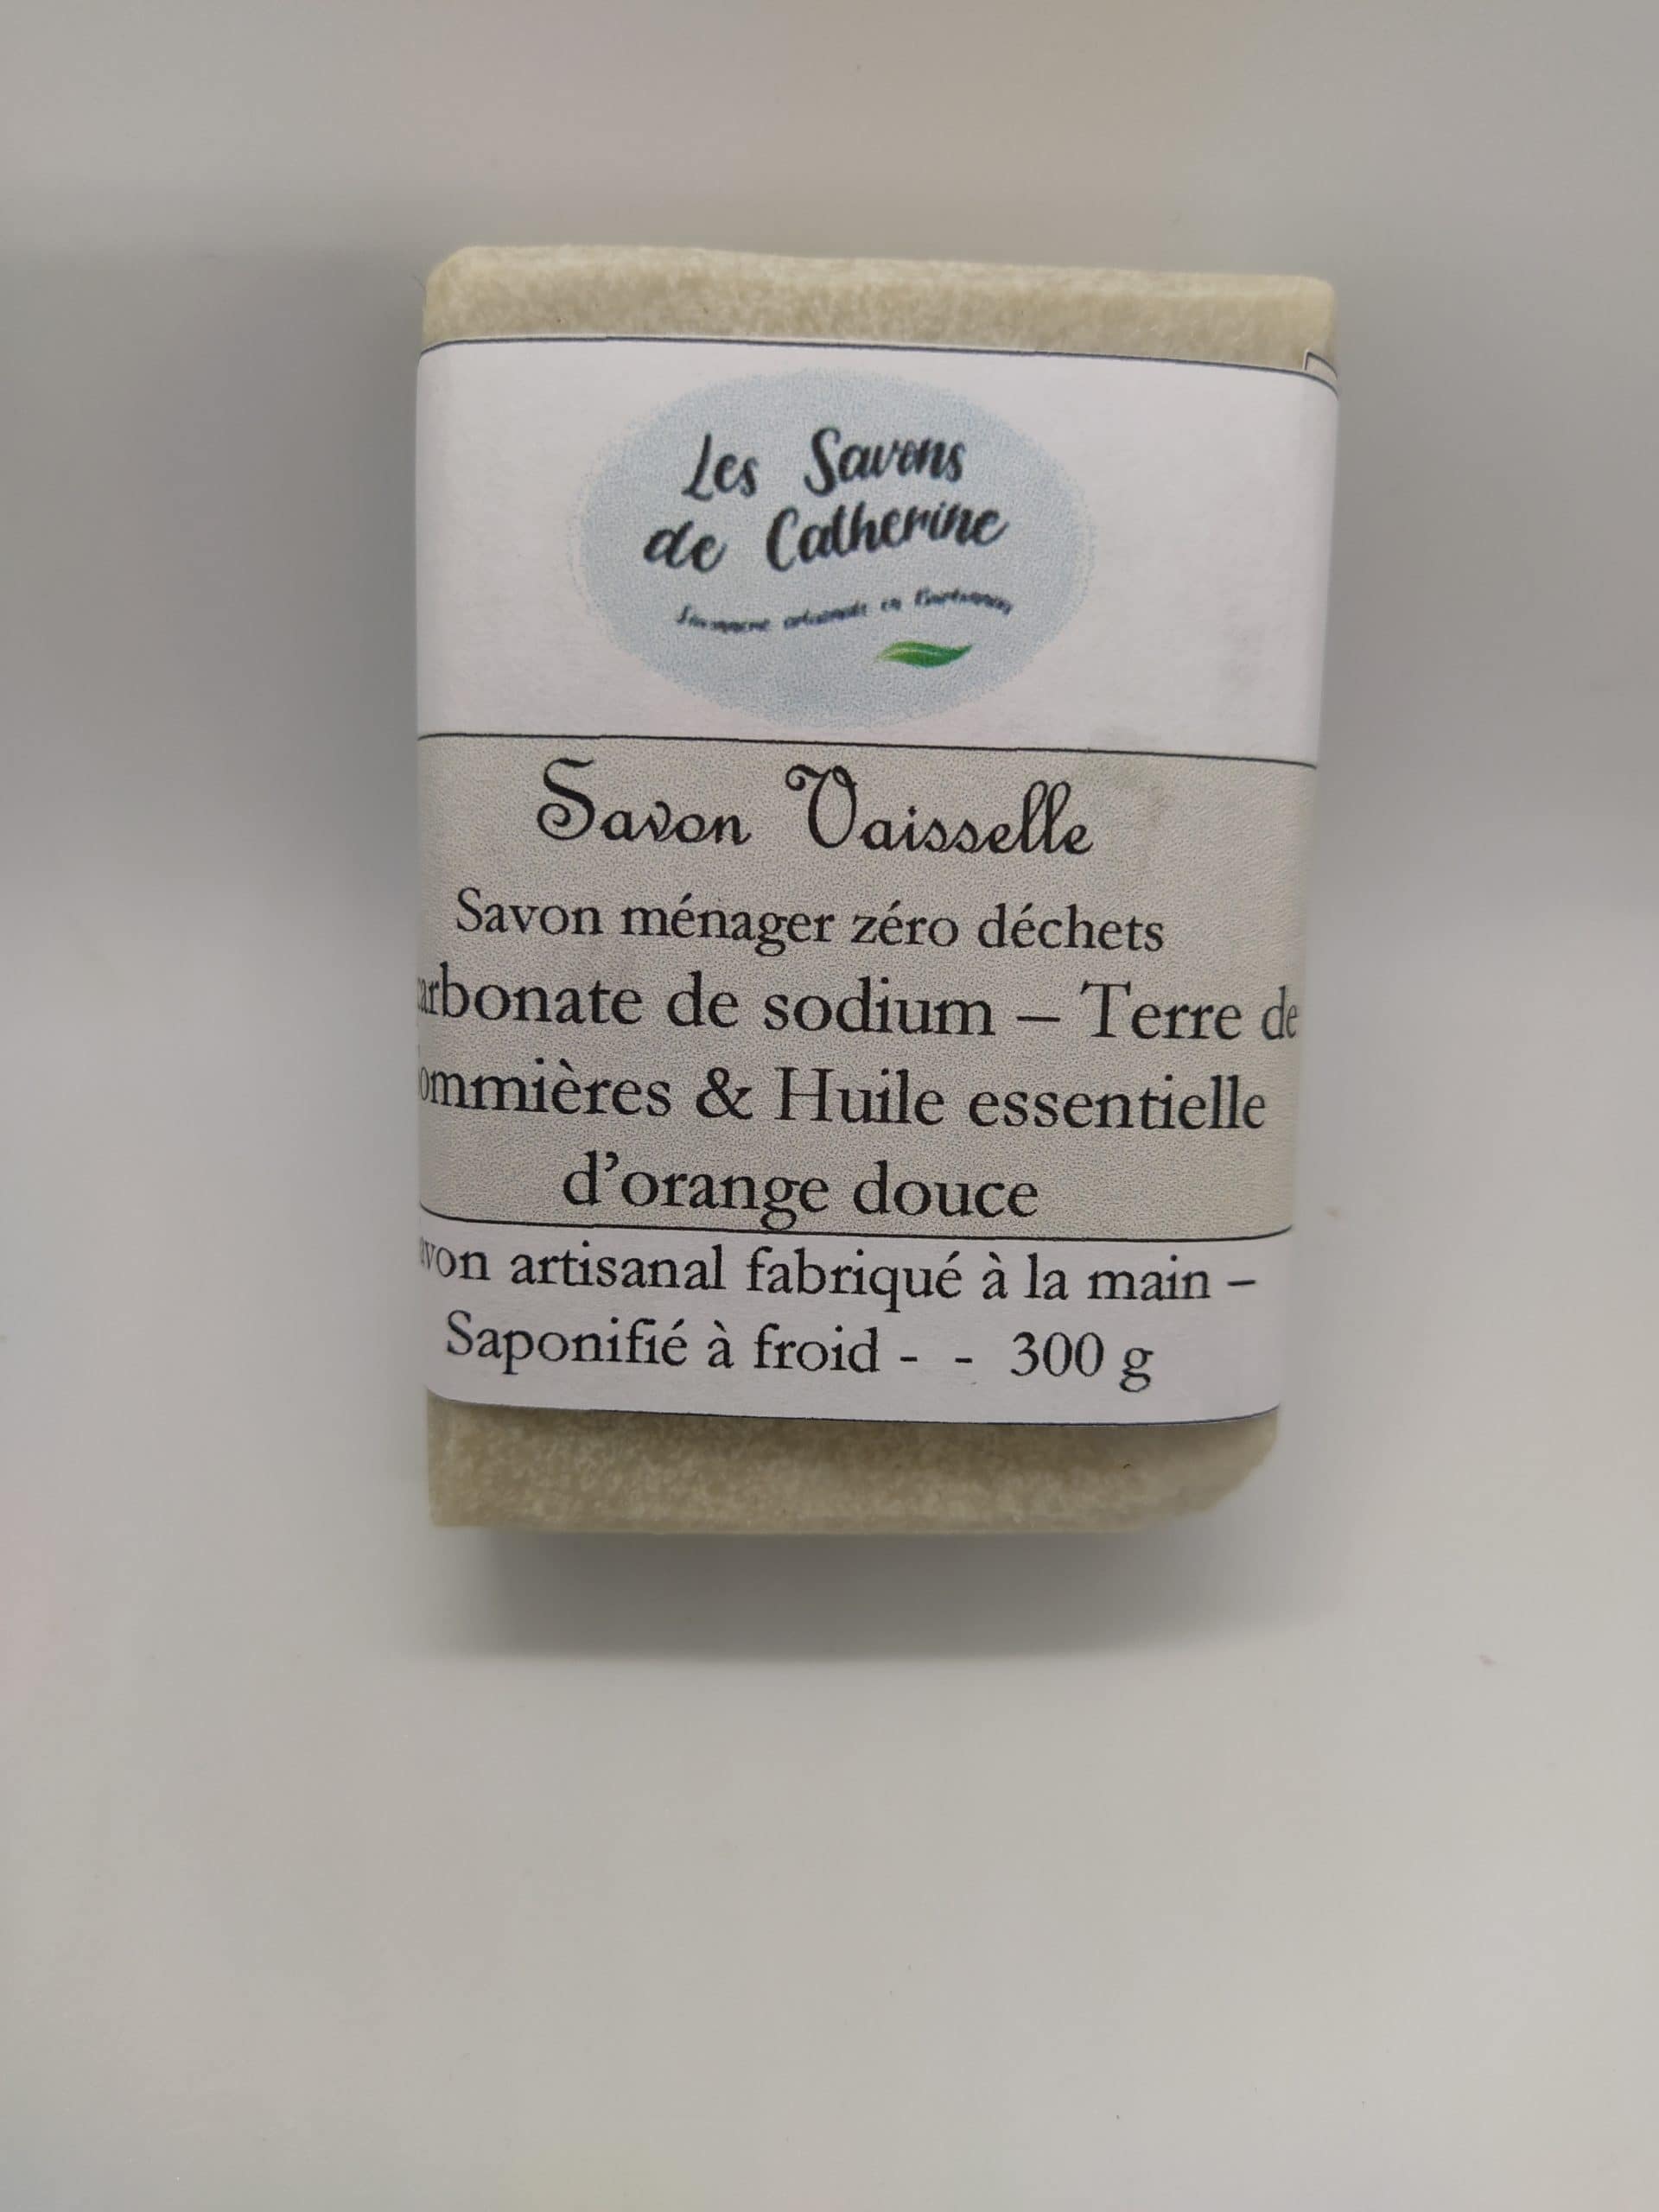 Les Savons
de Catherine
Savon Vaisselle
Savon ménager zéro déchets
arbonate de sodium – Terre de
ommières & Huile essentielle
d’orange douce
von artisanal fabriqué à la main –
Saponifié à froid - - 300 g